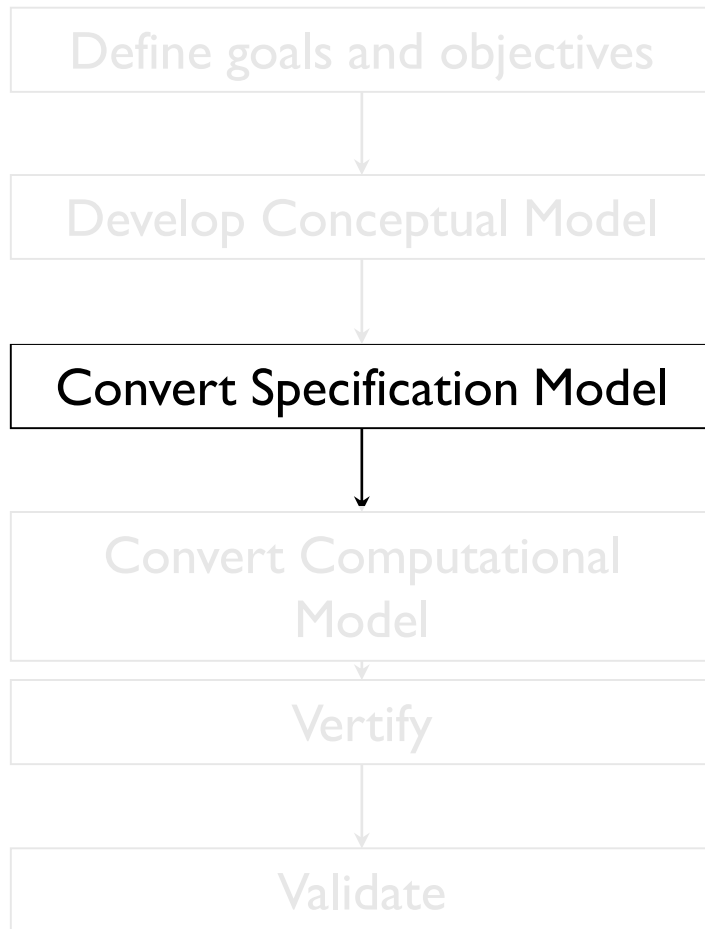 Define goals and objectives
Develop Conceptual Model
Convert Specification Model
Convert Computational
Model
Vertify
Validate